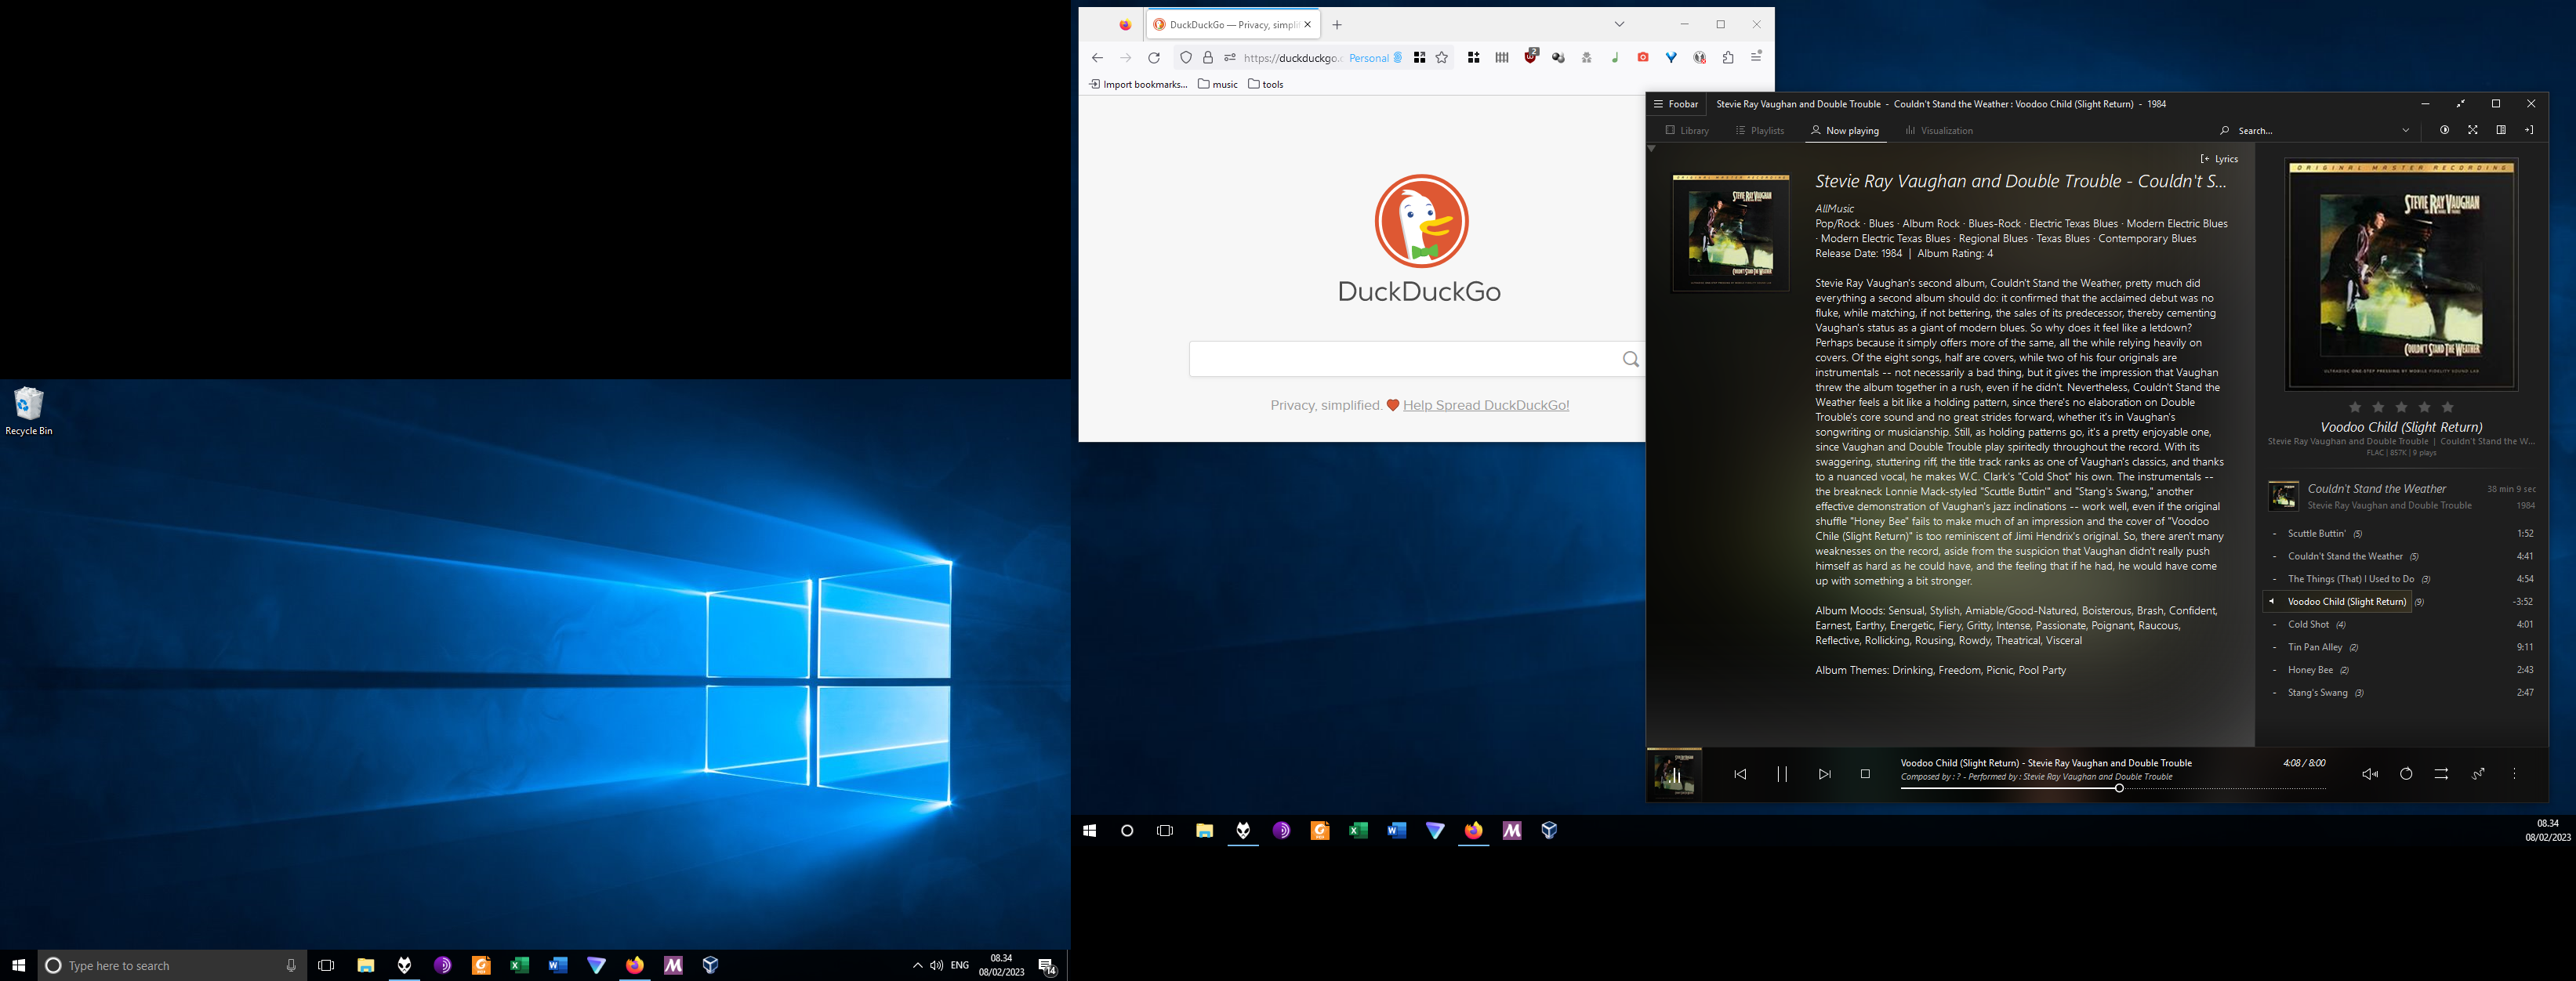 Recycle Bin
Type here to search
ENG
08.34
08/02/2023
14
DuckDuckGo — Privacy, simplif
https://duckduckgo.c
Personal
2
Import bookmarks...
music
tools
DuckDuckGo
Privacy, simplified. Help Spread DuckDuckGo!
Foobar
Stevie Ray Vaughan and Double Trouble - Couldn't Stand the Weather : Voodoo Child (Slight Return) - 1984
Library
Playlists
Now playing
Visualization
Search...
Lyrics
STEVIE RAY VAUGHAN
COULDN'T STAND THE WEATHER
Stevie Ray Vaughan and Double Trouble - Couldn't S...
AllMusic
Pop/Rock · Blues · Album Rock · Blues-Rock · Electric Texas Blues · Modern Electric Blues
· Modern Electric Texas Blues · Regional Blues · Texas Blues · Contemporary Blues
Release Date: 1984 | Album Rating: 4
Stevie Ray Vaughan's second album, Couldn't Stand the Weather, pretty much did
everything a second album should do: it confirmed that the acclaimed debut was no
fluke, while matching, if not bettering, the sales of its predecessor, thereby cementing
Vaughan's status as a giant of modern blues. So why does it feel like a letdown?
Perhaps because it simply offers more of the same, all the while relying heavily on
covers. Of the eight songs, half are covers, while two of his four originals are
instrumentals -- not necessarily a bad thing, but it gives the impression that Vaughan
threw the album together in a rush, even if he didn't. Nevertheless, Couldn't Stand the
Weather feels a bit like a holding pattern, since there's no elaboration on Double
Trouble's core sound and no great strides forward, whether it's in Vaughan's
songwriting or musicianship. Still, as holding patterns go, it's a pretty enjoyable one,
since Vaughan and Double Trouble play spiritedly throughout the record. With its
swaggering, stuttering riff, the title track ranks as one of Vaughan's classics, and thanks
to a nuanced vocal, he makes W.C. Clark's "Cold Shot" his own. The instrumentals --
the breakneck Lonnie Mack-styled "Scuttle Buttin'" and "Stang's Swang," another
effective demonstration of Vaughan's jazz inclinations -- work well, even if the original
shuffle "Honey Bee" fails to make much of an impression and the cover of "Voodoo
Chile (Slight Return)" is too reminiscent of Jimi Hendrix's original. So, there aren't many
weaknesses on the record, aside from the suspicion that Vaughan didn't really push
himself as hard as he could have, and the feeling that if he had, he would have come
up with something a bit stronger.
Album Moods: Sensual, Stylish, Amiable/Good-Natured, Boisterous, Brash, Confident,
Earnest, Earthy, Energetic, Fiery, Gritty, Intense, Passionate, Poignant, Raucous,
Reflective, Rollicking, Rousing, Rowdy, Theatrical, Visceral
Album Themes: Drinking, Freedom, Picnic, Pool Party
ORIGINAL MASTER RECORDING
STEVIE RAY VAUGHAN
COULDN'T STAND THE WEATHER
ULTRADISC ONE-STEP PRESSING BY MOBILE FIDELITY SOUND LAB
Voodoo Child (Slight Return)
Stevie Ray Vaughan and Double Trouble | Couldn't Stand the W...
FLAC | 857K | 9 plays
Couldn't Stand the Weather 38 min 9 sec
Stevie Ray Vaughan and Double Trouble 1984
- Scuttle Buttin' (5) 1:52
- Couldn't Stand the Weather (5) 4:41
- The Things (That) I Used to Do (3) 4:54
Voodoo Child (Slight Return) (9) -3:52
- Cold Shot (4) 4:01
- Tin Pan Alley (2) 9:11
- Honey Bee (2) 2:43
- Stang's Swang (3) 2:47
Voodoo Child (Slight Return) - Stevie Ray Vaughan and Double Trouble 4:08 / 8:00
Composed by : ? - Performed by : Stevie Ray Vaughan and Double Trouble
08.34
08/02/2023